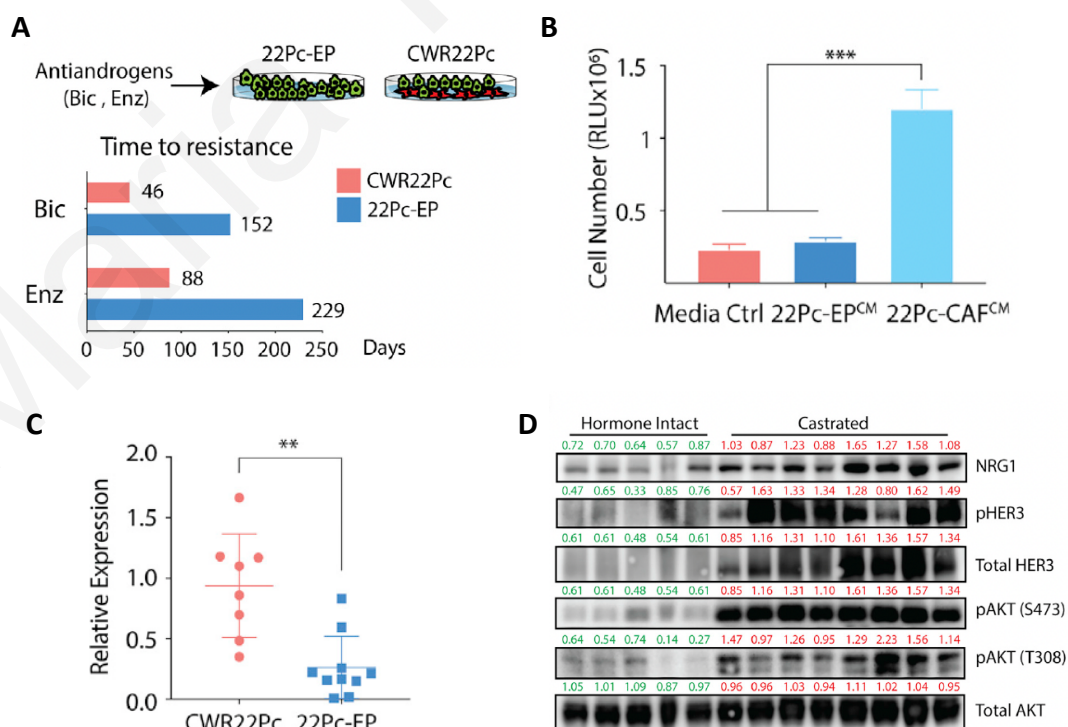 A
Antiandrogens
(Bic , Enz)
22Pc-EP
CWR22Pc
Time to resistance
CWR22Pc
22Pc-EP
Bic
46
152
Enz
88
229
0 50 100 150 200 250 Days
B
***
Cell Number (RLUx10⁶)
1.5
1
0.5
Media Ctrl 22Pc-EPCM 22Pc-CAFCM
C
**
Relative Expression
2.0
1.5
1.0
0.5
0.0
CWR22Pc 22Pc-EP
D
Hormone Intact Castrated
0.72 0.70 0.64 0.57 0.87 1.03 0.87 1.23 0.88 1.65 1.27 1.58 1.08
NRG1
0.47 0.65 0.33 0.85 0.76 0.57 1.63 1.33 1.34 1.28 0.80 1.62 1.49
pHER3
0.61 0.61 0.48 0.54 0.61 0.85 1.16 1.31 1.10 1.61 1.36 1.57 1.34
Total HER3
0.61 0.61 0.48 0.54 0.61 0.85 1.16 1.31 1.10 1.61 1.36 1.57 1.34
pAKT (S473)
0.64 0.54 0.74 0.14 0.27 1.47 0.97 1.26 0.95 1.29 2.23 1.56 1.14
pAKT (T308)
1.05 1.01 1.09 0.87 0.97 0.96 0.96 1.03 0.94 1.11 1.02 1.04 0.95
Total AKT
Maria